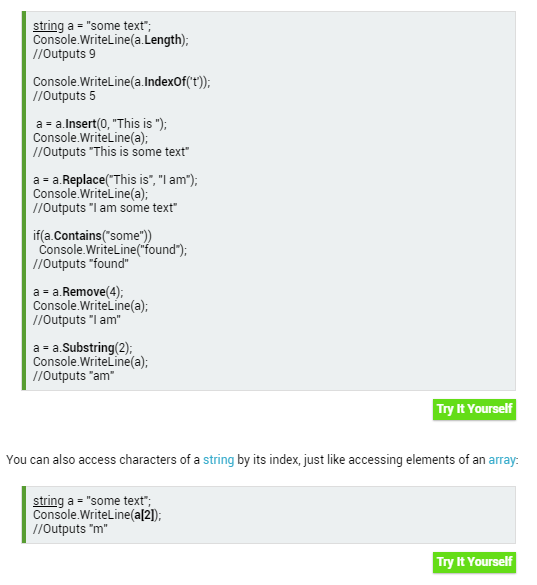 string a = "some text";
Console.WriteLine(a.Length);
//Outputs 9
Console.WriteLine(a.IndexOf('t'));
//Outputs 5
a = a.Insert(0, "This is ");
Console.WriteLine(a);
//Outputs "This is some text"
a = a.Replace("This is", "I am");
Console.WriteLine(a);
//Outputs "I am some text"
if(a.Contains("some"))
Console.WriteLine("found");
//Outputs "found"
a = a.Remove(4);
Console.WriteLine(a);
//Outputs "I am"
a = a.Substring(2);
Console.WriteLine(a);
//Outputs "am"
Try It Yourself
You can also access characters of a string by its index, just like accessing elements of an array:
string a = "some text";
Console.WriteLine(a[2]);
//Outputs "m"
Try It Yourself